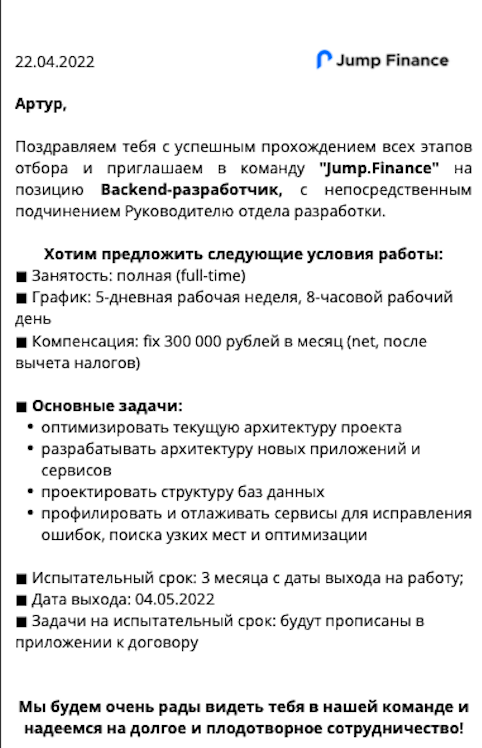 22.04.2022
Jump Finance
Артур,
Поздравляем тебя с успешным прохождением всех этапов
отбора и приглашаем в команду "Jump.Finance" на
позицию Backend-разработчик, с непосредственным
подчинением Руководителю отдела разработки.
Хотим предложить следующие условия работы:
■ Занятость: полная (full-time)
■ График: 5-дневная рабочая неделя, 8-часовой рабочий
день
■ Компенсация: fix 300 000 рублей в месяц (net, после
вычета налогов)
■ Основные задачи:
• оптимизировать текущую архитектуру проекта
• разрабатывать архитектуру новых приложений и
сервисов
• проектировать структуру баз данных
• профилировать и отлаживать сервисы для исправления
ошибок, поиска узких мест и оптимизации
■ Испытательный срок: 3 месяца с даты выхода на работу;
■ Дата выхода: 04.05.2022
■ Задачи на испытательный срок: будут прописаны в
приложении к договору
Мы будем очень рады видеть тебя в нашей команде и
надеемся на долгое и плодотворное сотрудничество!